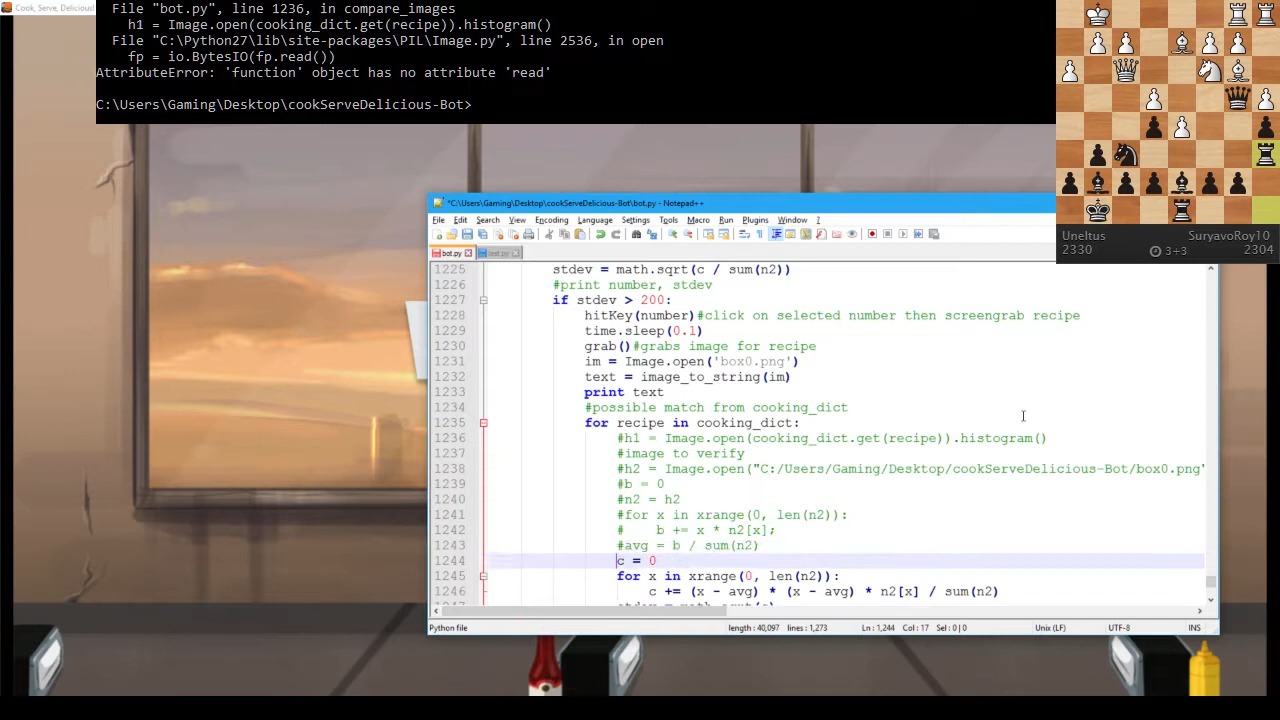 Cook, Serve, Delicious!
File "bot.py", line 1236, in compare_images
h1 = Image.open(cooking_dict.get(recipe)).histogram()
File "C:\Python27\lib\site-packages\PIL\Image.py", line 2536, in open
fp = io.BytesIO(fp.read())
AttributeError: 'function' object has no attribute 'read'
C:\Users\Gaming\Desktop\cookServeDelicious-Bot>
Uneltus SuryavoRoy10
2330 3+3 2304
*C:\Users\Gaming\Desktop\cookServeDelicious-Bot\bot.py - Notepad++
File Edit Search View Encoding Language Settings Tools Macro Run Plugins Window ?
bot.py test.py
1225 stdev = math.sqrt(c / sum(n2))
1226 #print number, stdev
1227 if stdev > 200:
1228 hitKey(number)#click on selected number then screengrab recipe
1229 time.sleep(0.1)
1230 grab()#grabs image for recipe
1231 im = Image.open('box0.png')
1232 text = image_to_string(im)
1233 print text
1234 #possible match from cooking_dict
1235 for recipe in cooking_dict:
1236 #h1 = Image.open(cooking_dict.get(recipe)).histogram()
1237 #image to verify
1238 #h2 = Image.open("C:/Users/Gaming/Desktop/cookServeDelicious-Bot/box0.png"
1239 #b = 0
1240 #n2 = h2
1241 #for x in xrange(0, len(n2)):
1242 # b += x * n2[x];
1243 #avg = b / sum(n2)
1244 c = 0
1245 for x in xrange(0, len(n2)):
1246 c += (x - avg) * (x - avg) * n2[x] / sum(n2)
Python file length : 40,097 lines : 1,273 Ln : 1,244 Col : 17 Sel : 0 | 0 Unix (LF) UTF-8 INS